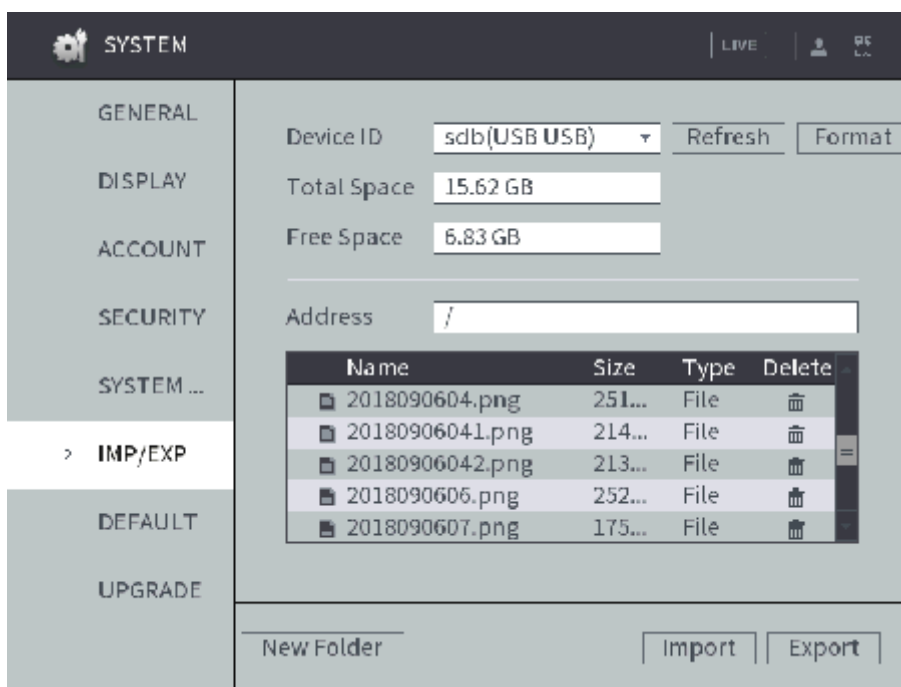 SYSTEM
LIVE
GENERAL
DISPLAY
ACCOUNT
SECURITY
SYSTEM ...
> IMP/EXP
DEFAULT
UPGRADE
Device ID sdb(USB USB) Refresh Format
Total Space 15.62 GB
Free Space 6.83 GB
Address /
Name Size Type Delete
2018090604.png 251... File
20180906041.png 214... File
20180906042.png 213... File
2018090606.png 252... File
2018090607.png 175... File
New Folder Import Export